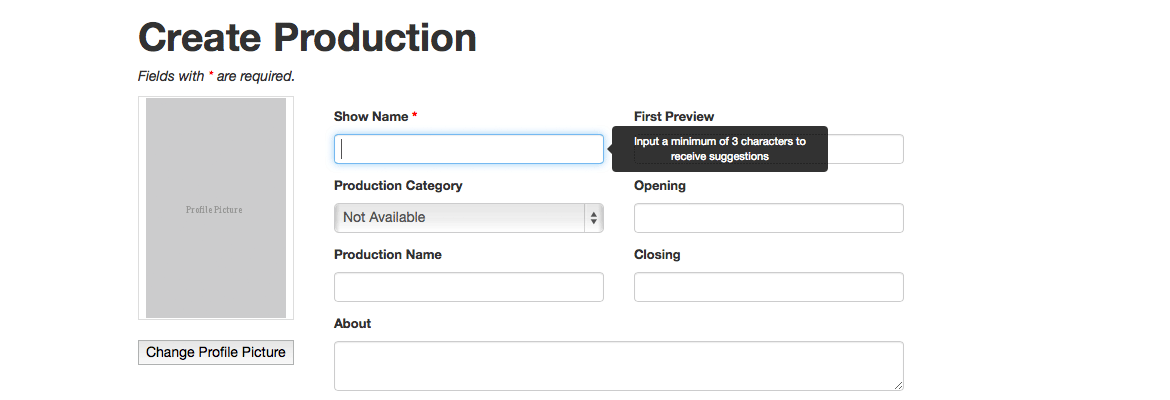 Create Production
Fields with * are required.
Show Name *
First Preview
Input a minimum of 3 characters to
receive suggestions
Production Category
Opening
Profile Picture
Not Available
Production Name
Closing
About
Change Profile Picture